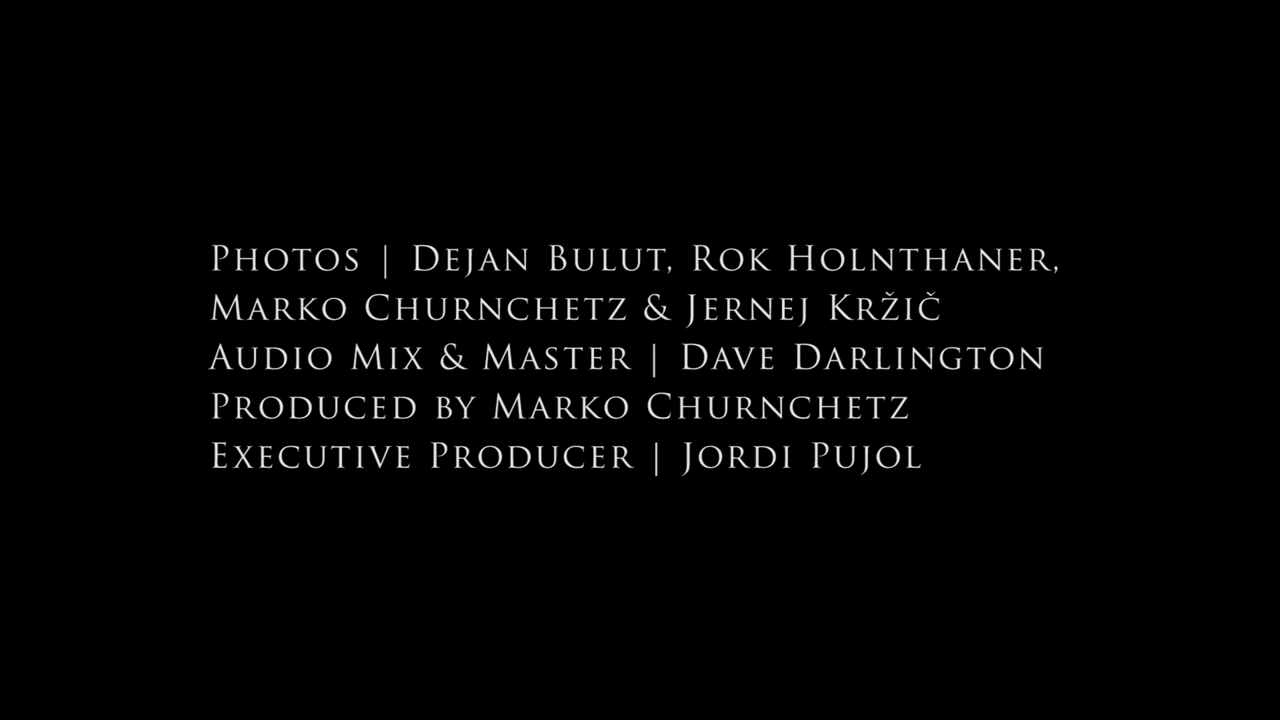 Photos | Dejan Bulut, Rok Holnthaner,
Marko Churnchetz & Jernej Kržič
Audio Mix & Master | Dave Darlington
Produced by Marko Churnchetz
Executive Producer | Jordi Pujol